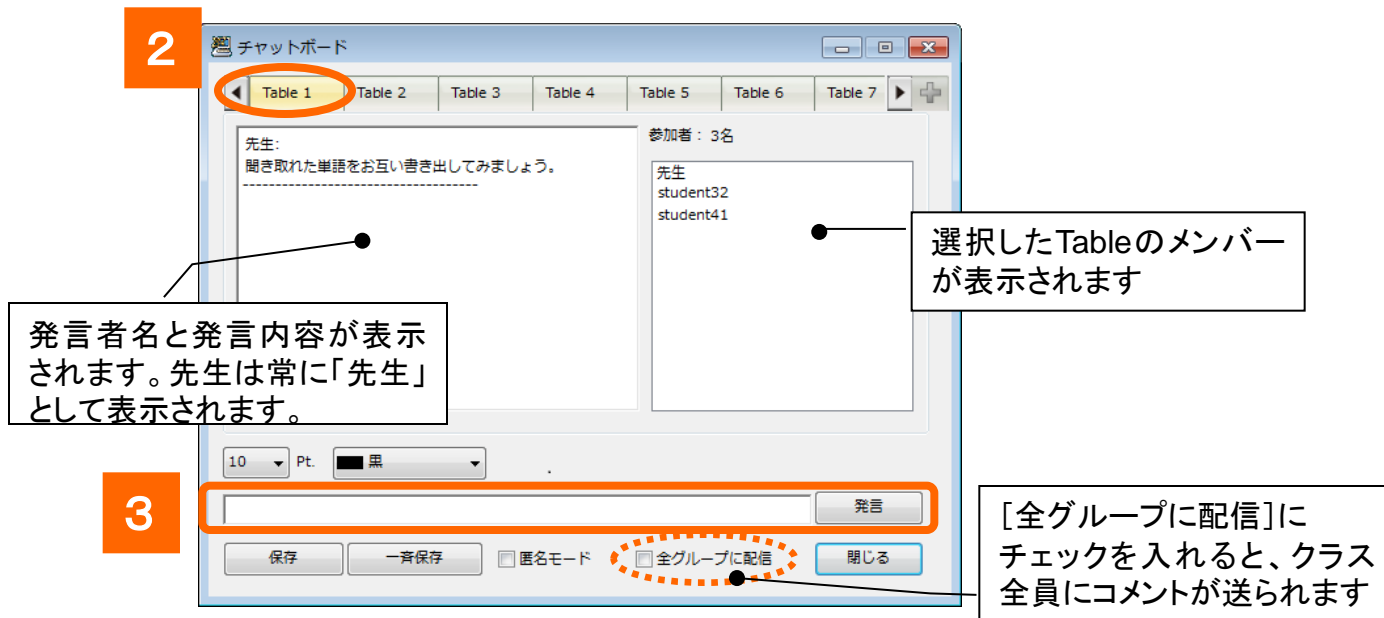 2
チャットボード
Table 1 Table 2 Table 3 Table 4 Table 5 Table 6 Table 7
先生:
聞き取れた単語をお互い書き出してみましょう。
------------------------------------
参加者： 3名
先生
student32
student41
選択したTableのメンバー
が表示されます
発言者名と発言内容が表示
されます。先生は常に「先生」
として表示されます。
10 Pt. 黒
.
3
発言
保存 一斉保存 匿名モード 全グループに配信 閉じる
［全グループに配信］に
チェックを入れると、クラス
全員にコメントが送られます